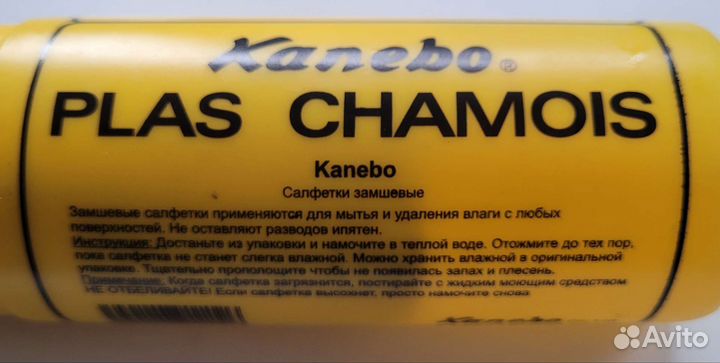 Kanebo®
PLAS CHAMOIS
Kanebo
Салфетки замшевые
Замшевые салфетки применяются для мытья и удаления влаги с любых
поверхностей. Не оставляют разводов ипятен.
Инструкция: Достаньте из упаковки и намочите в теплой воде. Отожмите до тех пор,
пока салфетка не станет слегка влажной. Можно хранить влажной в оригинальной
упаковке. Тщательно прополощите чтобы не появилась запах и плесень.
Примечание: Когда салфетка загрязнится, постирайте с жидким моющим средством
НЕ ОТБЕЛИВАЙТЕ! Если салфетка высохнет, просто намочите снова
Kanebo
Avito